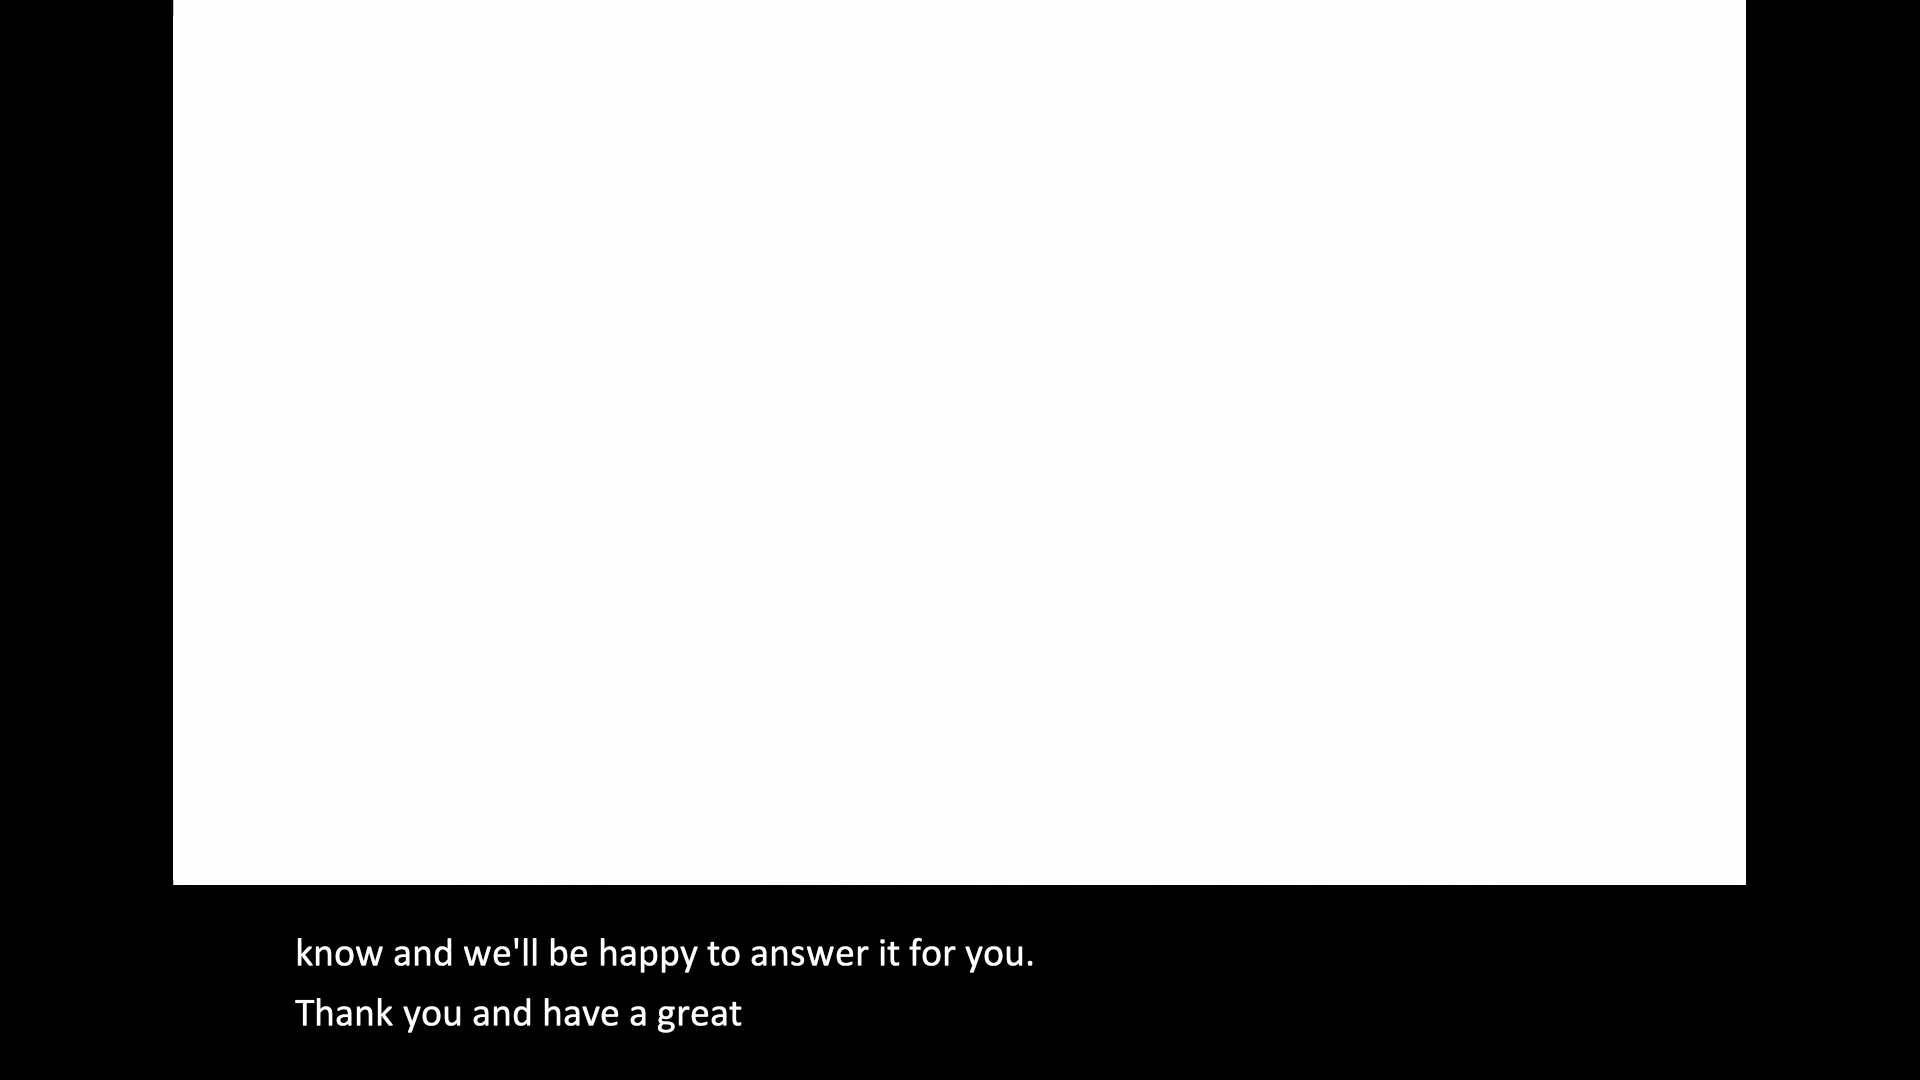 know and we'll be happy to answer it for you.
Thank you and have a great